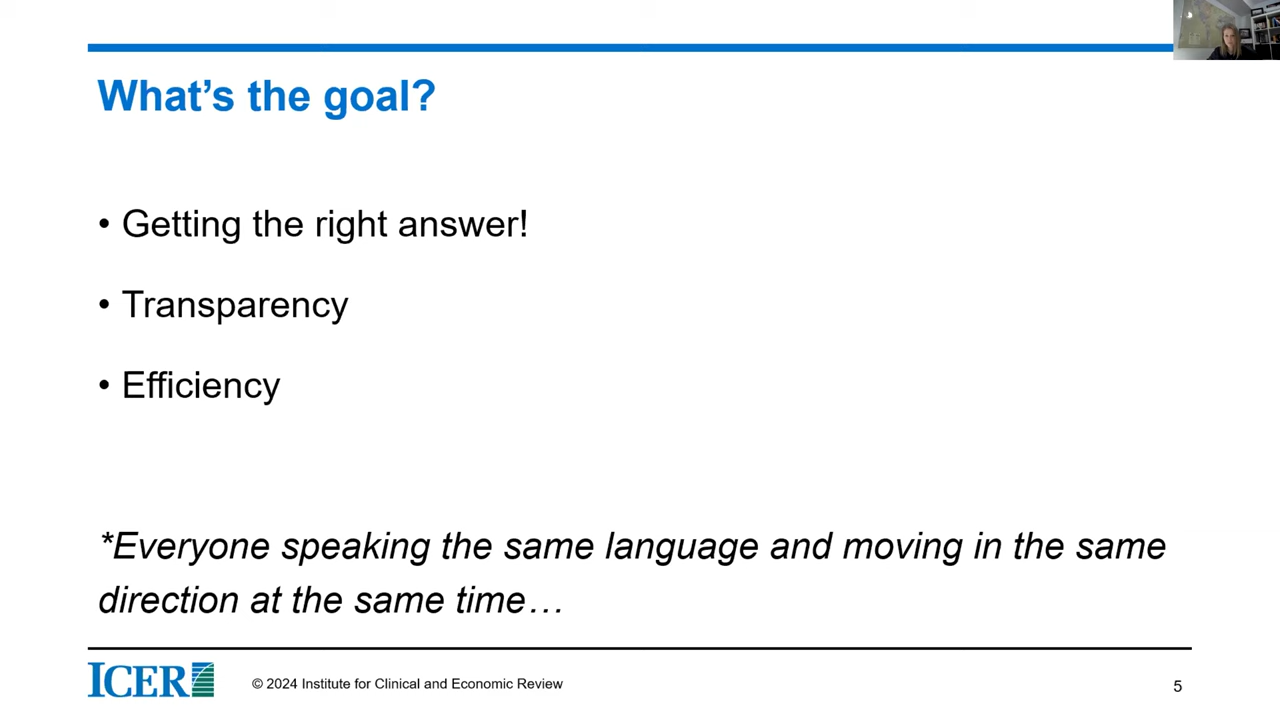 What’s the goal?
• Getting the right answer!
• Transparency
• Efficiency
*Everyone speaking the same language and moving in the same
direction at the same time…
ICER
© 2024 Institute for Clinical and Economic Review
5